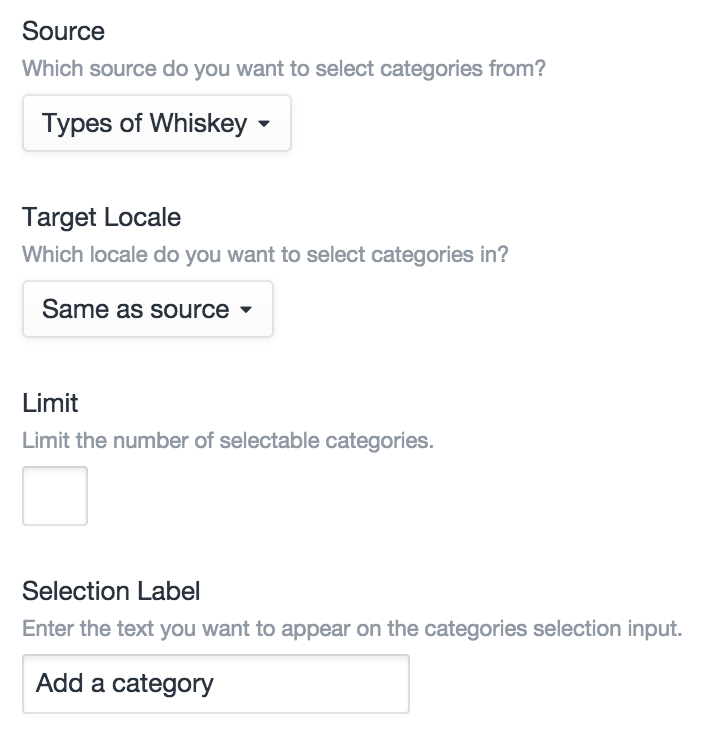 Source
Which source do you want to select categories from?
Types of Whiskey
Target Locale
Which locale do you want to select categories in?
Same as source
Limit
Limit the number of selectable categories.
Selection Label
Enter the text you want to appear on the categories selection input.
Add a category